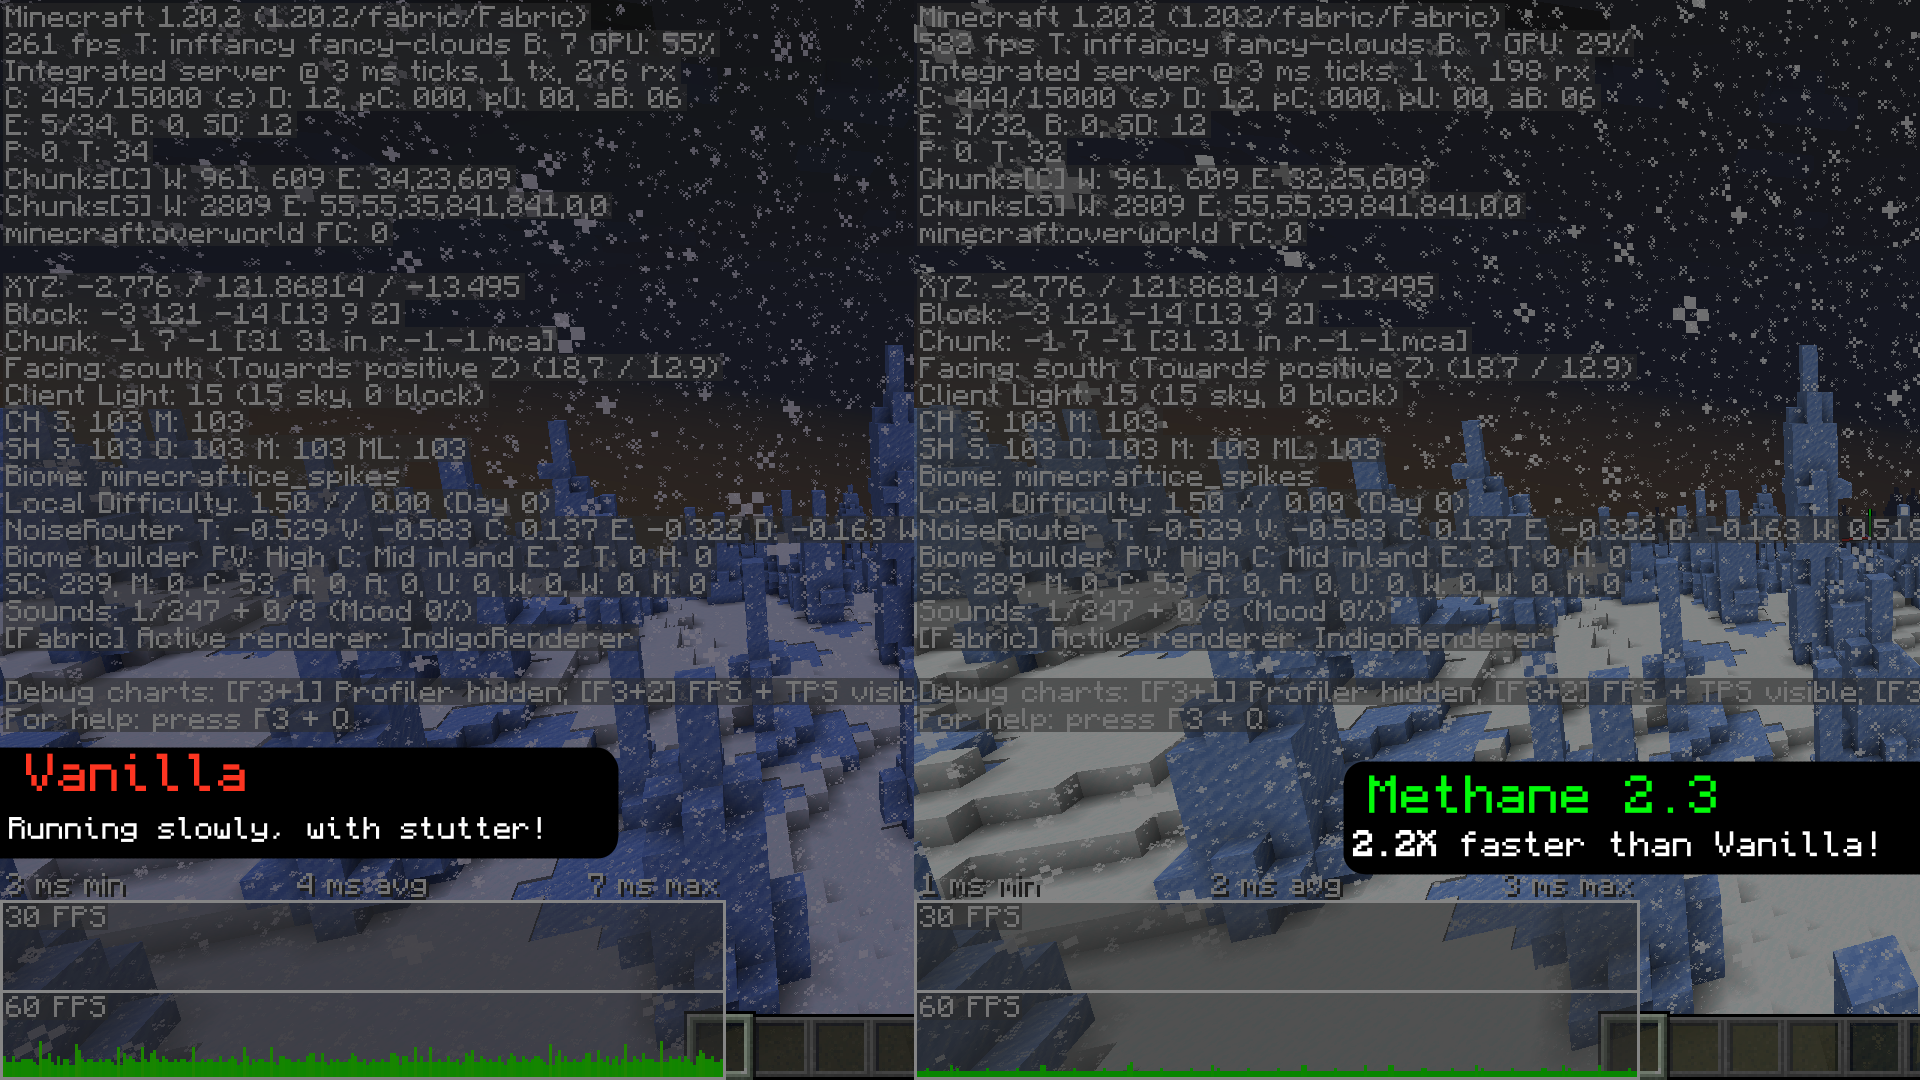 Minecraft 1.20.2 (1.20.2/fabric/Fabric)
261 fps T: inffancy fancy-clouds B: 7 GPU: 55%
Integrated server @ 3 ms ticks, 1 tx, 276 rx
C: 445/15000 (s) D: 12, pC: 000, pU: 00, aB: 06
E: 5/34, B: 0, SD: 12
P: 0. T: 34
Chunks[C] W: 961, 609 E: 34,23,609
Chunks[S] W: 2809 E: 55,55,35,841,841,0,0
minecraft:overworld FC: 0
XYZ: -2.776 / 121.86814 / -13.495
Block: -3 121 -14 [13 9 2]
Chunk: -1 7 -1 [31 31 in r.-1.-1.mca]
Facing: south (Towards positive Z) (18.7 / 12.9)
Client Light: 15 (15 sky, 0 block)
CH S: 103 M: 103
SH S: 103 O: 103 M: 103 ML: 103
Biome: minecraft:ice_spikes
Local Difficulty: 1.50 // 0.00 (Day 0)
NoiseRouter T: -0.529 V: -0.583 C: 0.137 E: -0.322 D: -0.163 W
Biome builder PV: High C: Mid inland E: 2 T: 0 H: 0
SC: 289, M: 0, C: 53, A: 0, A: 0, U: 0, W: 0, W: 0, M: 0
Sounds: 1/247 + 0/8 (Mood 0%)
[Fabric] Active renderer: IndigoRenderer
Debug charts: [F3+1] Profiler hidden; [F3+2] FPS + TPS visib
For help: press F3 + Q
Vanilla
Running slowly, with stutter!
4 ms avg
7 ms max
30 FPS
60 FPS
Minecraft 1.20.2 (1.20.2/fabric/Fabric)
583 fps T: inffancy fancy-clouds B: 7 GPU: 29%
Integrated server @ 3 ms ticks, 1 tx, 198 rx
C: 444/15000 (s) D: 12, pC: 000, pU: 00, aB: 06
E: 4/32, B: 0, SD: 12
P: 0. T: 32
Chunks[C] W: 961, 609 E: 32,25,609
Chunks[S] W: 2809 E: 55,55,39,841,841,0,0
minecraft:overworld FC: 0
XYZ: -2.776 / 121.86814 / -13.495
Block: -3 121 -14 [13 9 2]
Chunk: -1 7 -1 [31 31 in r.-1.-1.mca]
Facing: south (Towards positive Z) (18.7 / 12.9)
Client Light: 15 (15 sky, 0 block)
CH S: 103 M: 103
SH S: 103 O: 103 M: 103 ML: 103
Biome: minecraft:ice_spikes
Local Difficulty: 1.50 // 0.00 (Day 0)
NoiseRouter T: -0.529 V: -0.583 C: 0.137 E: -0.322 D: -0.163 W: 0.515
Biome builder PV: High C: Mid inland E: 2 T: 0 H: 0
SC: 289, M: 0, C: 53, A: 0, A: 0, U: 0, W: 0, W: 0, M: 0
Sounds: 1/247 + 0/8 (Mood 0%)
[Fabric] Active renderer: IndigoRenderer
Debug charts: [F3+1] Profiler hidden; [F3+2] FPS + TPS visible; [F3
For help: press F3 + Q
Methane 2.3
2.2X faster than Vanilla!
1 ms min
2 ms avg
3 ms max
30 FPS
60 FPS